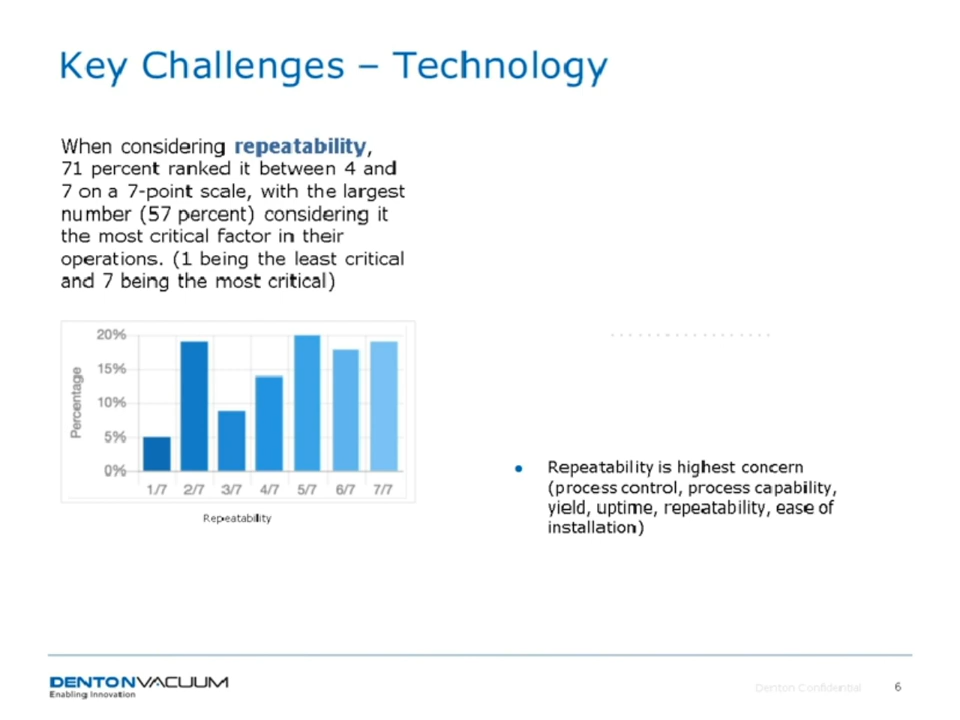 Key Challenges – Technology
When considering repeatability,
71 percent ranked it between 4 and
7 on a 7-point scale, with the largest
number (57 percent) considering it
the most critical factor in their
operations. (1 being the least critical
and 7 being the most critical)
20%
15%
10%
5%
0%
Percentage
1/7 2/7 3/7 4/7 5/7 6/7 7/7
Repeatability
• Repeatability is highest concern
(process control, process capability,
yield, uptime, repeatability, ease of
installation)
DENTONVACUUM
Enabling Innovation
Denton Confidential
6